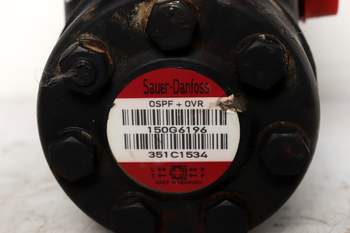 Sauer-Danfoss
OSPF + OVR
150G6196
351C1534